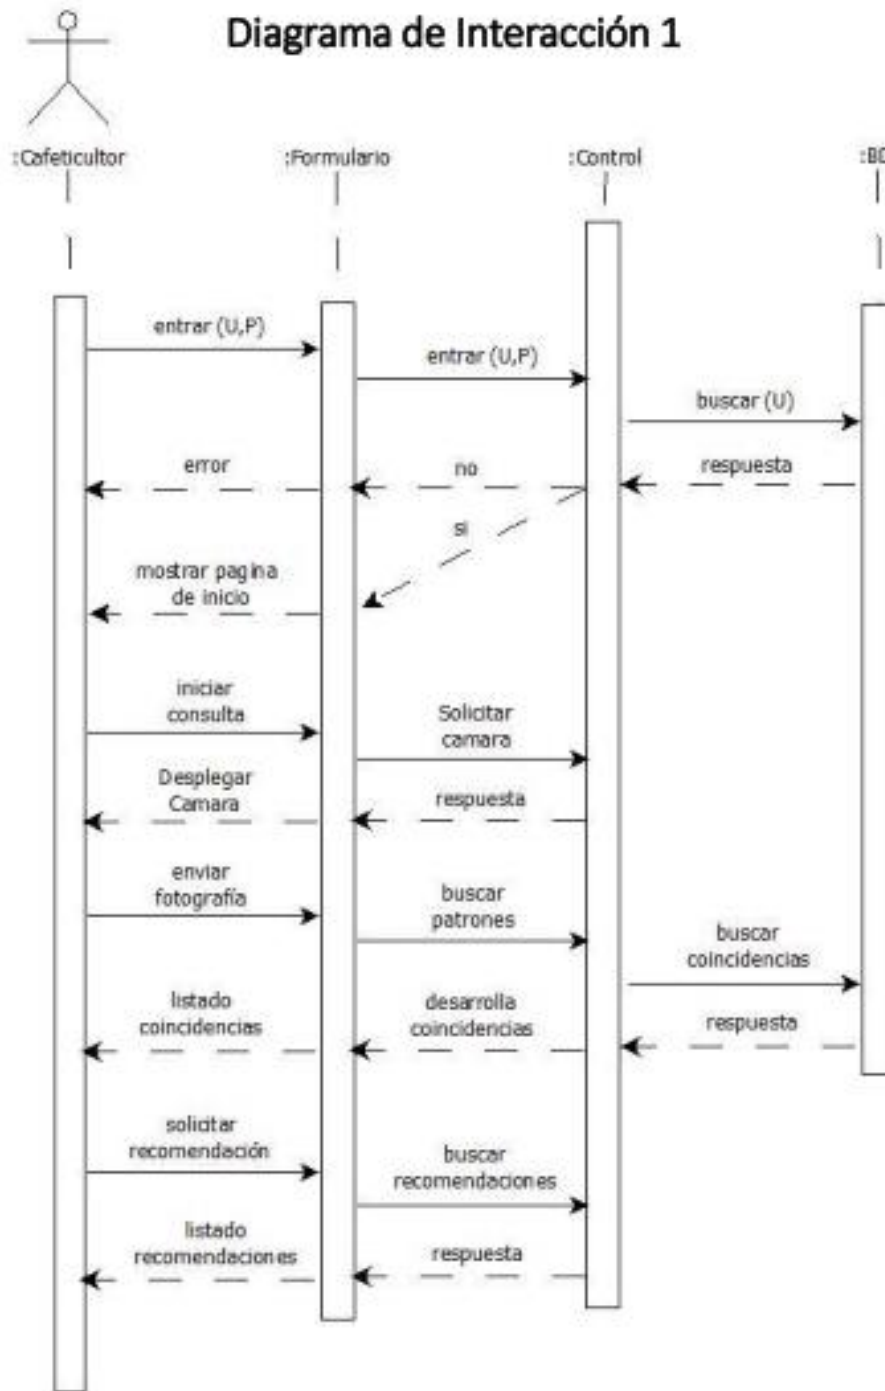 Diagrama de Interacción 1
:Cafeticultor
:Formulario
:Control
entrar (U,P)
entrar (U,P)
buscar (U)
error
no
respuesta
si
mostrar pagina
de inicio
iniciar
consulta
Solicitar
camara
Desplegar
Camara
respuesta
enviar
fotografía
buscar
patrones
buscar
coincidencias
listado
coincidencias
desarrolla
coincidencias
respuesta
solicitar
recomendación
buscar
recomendaciones
listado
recomendaciones
respuesta